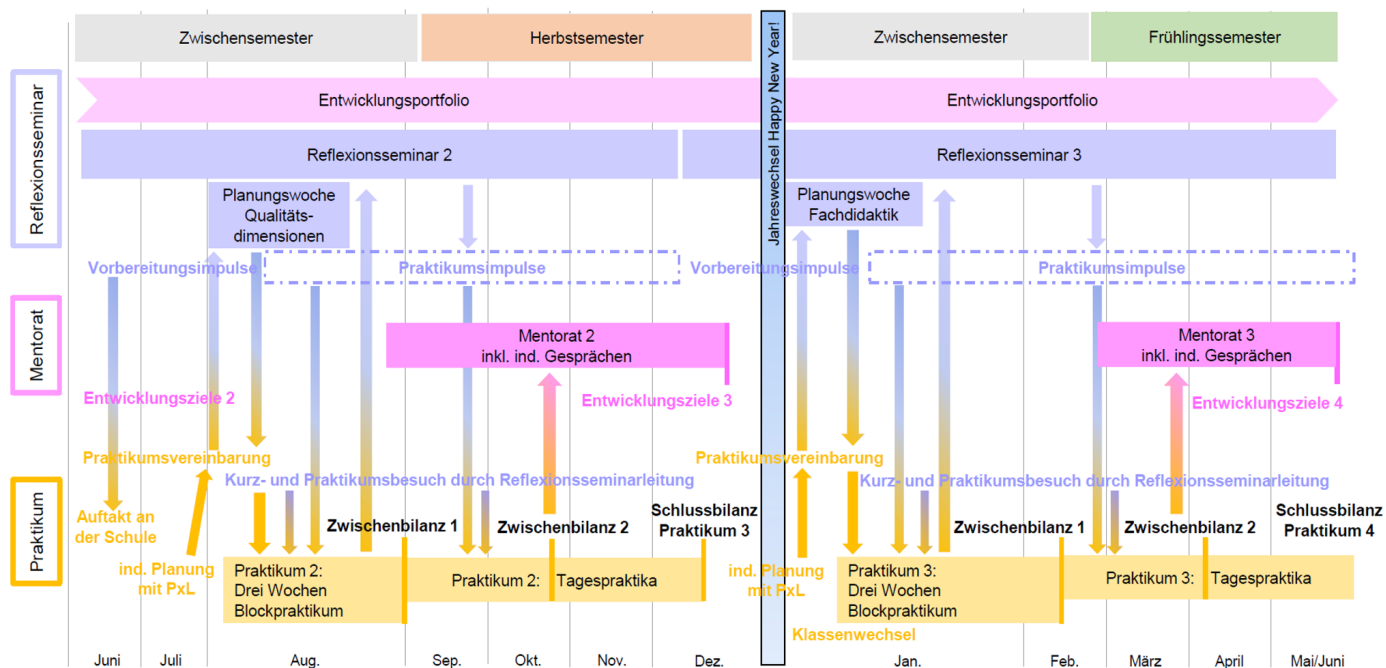 Zwischensemester
Herbstsemester
Jahreswechsel Happy New Year!
Zwischensemester
Frühlingssemester
Reflexionsseminar
Entwicklungsportfolio
Entwicklungsportfolio
Reflexionsseminar 2
Reflexionsseminar 3
Planungswoche
Qualitäts-
dimensionen
Planungswoche
Fachdidaktik
Vorbereitungsimpulse
Praktikumsimpulse
Vorbereitungsimpulse
Praktikumsimpulse
Mentorat
Mentorat 2
inkl. ind. Gesprächen
Mentorat 3
inkl. ind. Gesprächen
Entwicklungsziele 2
Entwicklungsziele 3
Entwicklungsziele 4
Praktikumsvereinbarung
Praktikumsvereinbarung
Kurz- und Praktikumsbesuch durch Reflexionsseminarleitung
Kurz- und Praktikumsbesuch durch Reflexionsseminarleitung
Praktikum
Auftakt an
der Schule
Zwischenbilanz 1
Zwischenbilanz 2
Schlussbilanz
Praktikum 3
Zwischenbilanz 1
Zwischenbilanz 2
Schlussbilanz
Praktikum 4
ind. Planung
mit PxL
Praktikum 2:
Drei Wochen
Blockpraktikum
Praktikum 2:
Tagespraktika
ind. Planung
mit PxL
Praktikum 3:
Drei Wochen
Blockpraktikum
Praktikum 3:
Tagespraktika
Klassenwechsel
Juni
Juli
Aug.
Sep.
Okt.
Nov.
Dez.
Jan.
Feb.
März
April
Mai/Juni